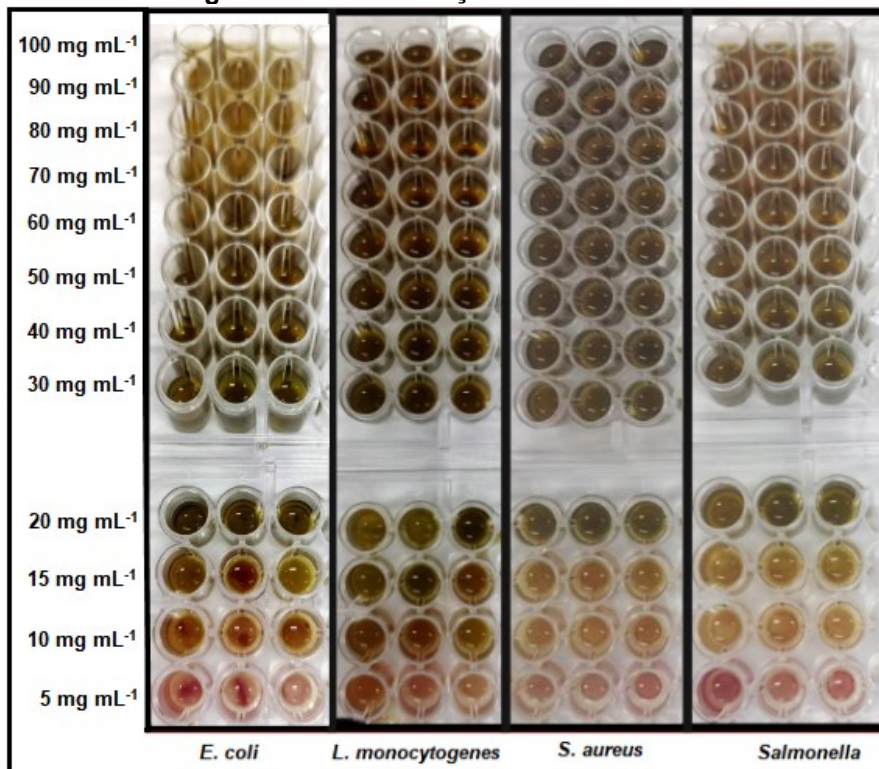 100 mg mL-1
90 mg mL-1
80 mg mL-1
70 mg mL-1
60 mg mL-1
50 mg mL-1
40 mg mL-1
30 mg mL-1
20 mg mL-1
15 mg mL-1
10 mg mL-1
5 mg mL-1
E. coli L. monocytogenes S. aureus Salmonella